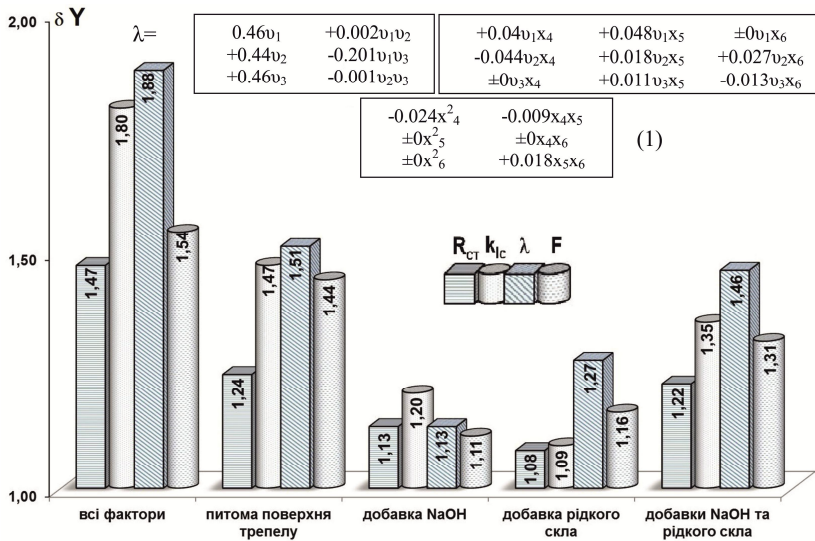 δ Y
2,00
λ=
0.46υ₁ +0.002υ₁υ₂
+0.44υ₂ -0.201υ₁υ₃
+0.46υ₃ -0.001υ₂υ₃
+0.04υ₁x₄ +0.048υ₁x₅ ±0υ₁x₆
-0.044υ₂x₄ +0.018υ₂x₅ +0.027υ₂x₆
±0υ₃x₄ +0.011υ₃x₅ -0.013υ₃x₆
-0.024x²₄ -0.009x₄x₅
±0x²₅ ±0x₄x₆
±0x²₆ +0.018x₅x₆
(1)
1,50
1,00
R_CT k_Ic λ F
1,47 1,80 1,88 1,54
1,24 1,47 1,51 1,44
1,13 1,20 1,13 1,11
1,08 1,09 1,27 1,16
1,22 1,35 1,46 1,31
всі фактори
питома поверхня
трепелу
добавка NaOH
добавка рідкого
скла
добавки NaOH та
рідкого скла